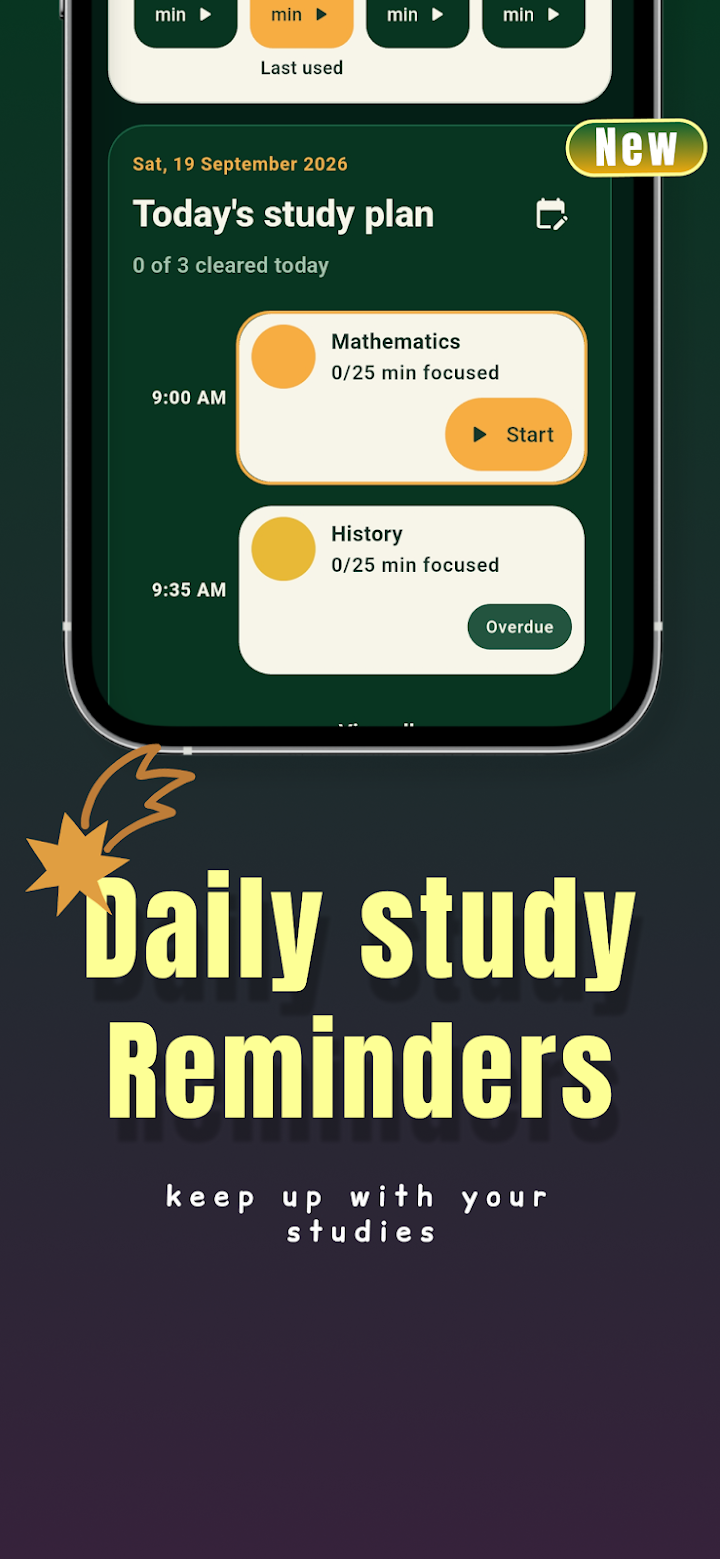 min min min min
Last used
New
Sat, 19 September 2026
Today's study plan
0 of 3 cleared today
Mathematics
0/25 min focused
9:00 AM
Start
History
0/25 min focused
9:35 AM
Overdue
Daily study
Reminders
keep up with your
studies